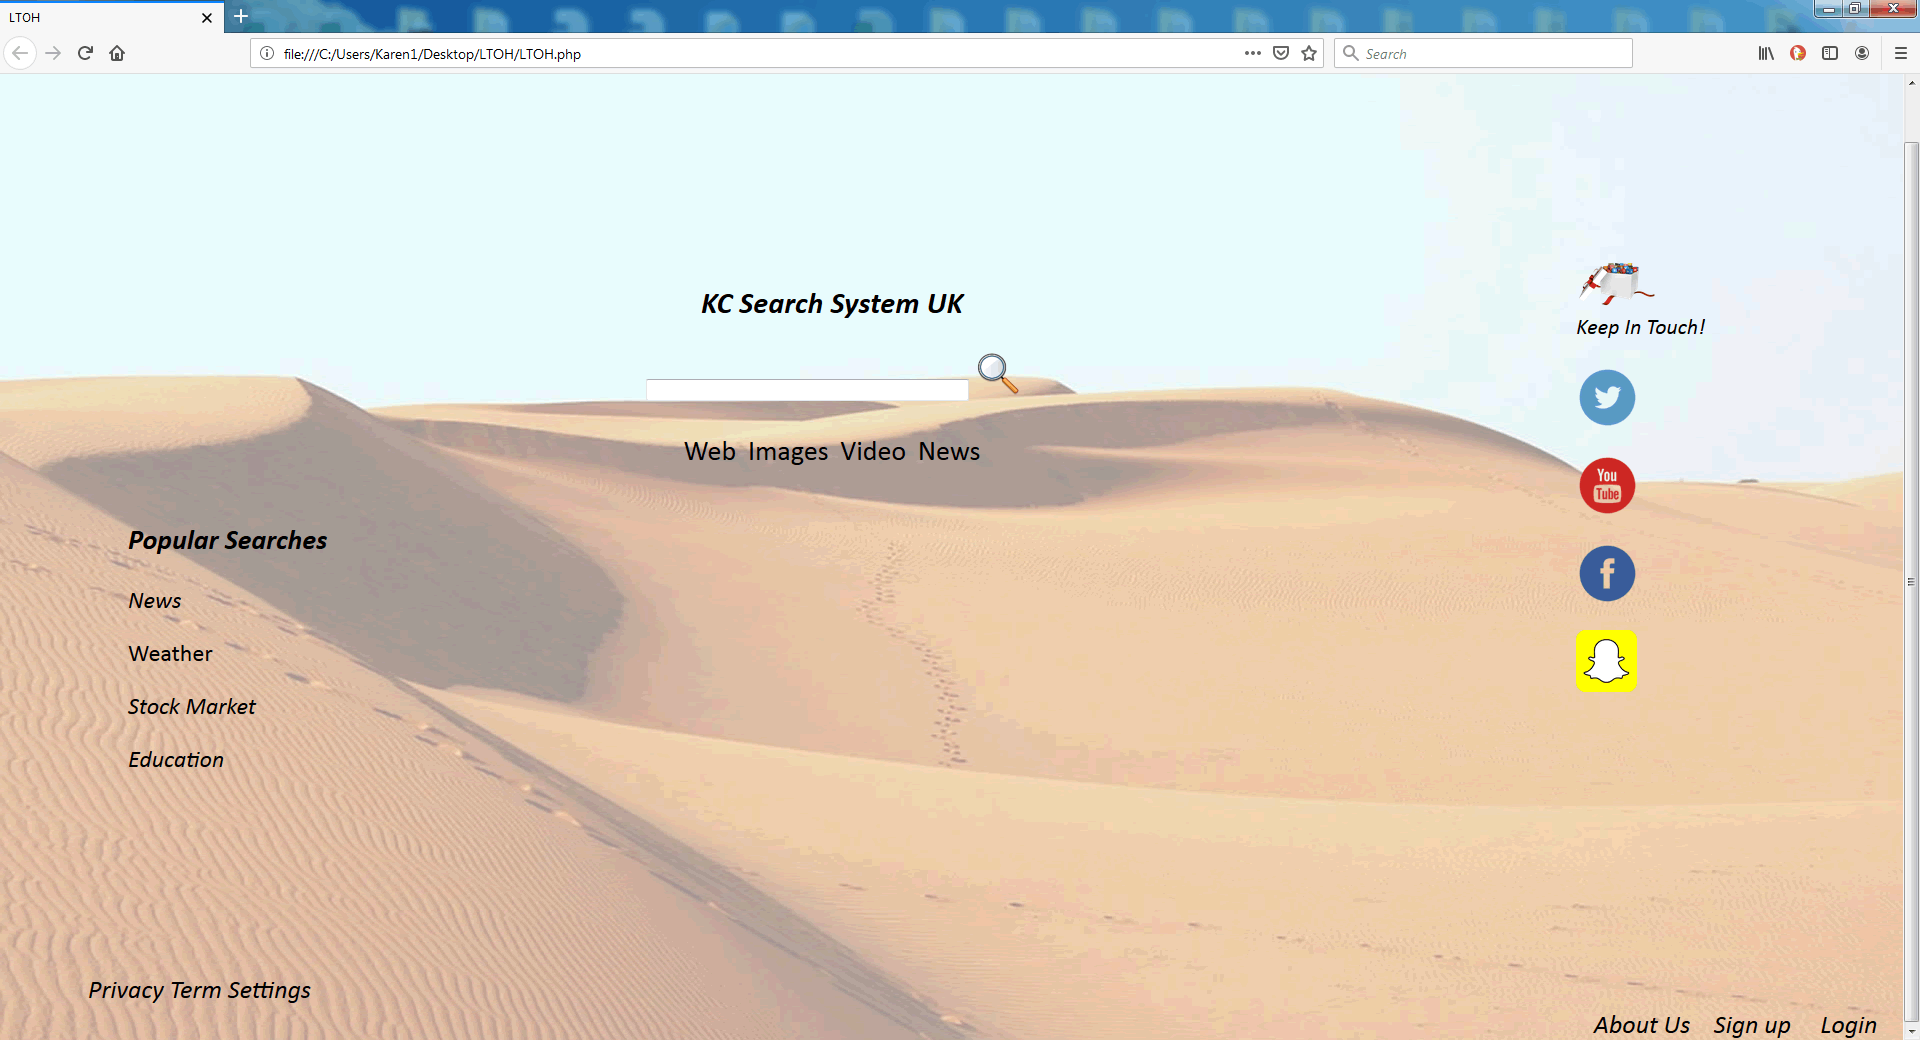 LTOH
file:///C:/Users/Karen1/Desktop/LTOH/LTOH.php
Search
KC Search System UK
Keep In Touch!
Web Images Video News
You
Tube
Popular Searches
News
Weather
Stock Market
Education
Privacy Term Settings
About Us Sign up Login